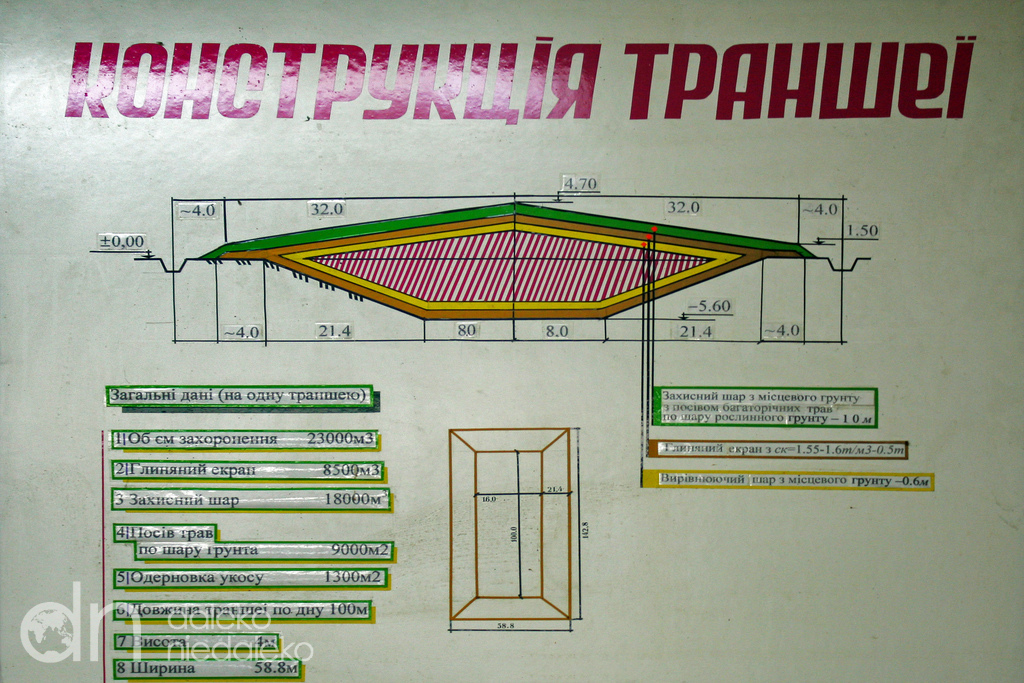 КОНСТРУКЦІЯ ТРАНШЕЇ
4.70
~4.0 32.0 32.0 ~4.0
±0,00
1.50
−5.60
~4.0 21.4 80 8.0 21.4 ~4.0
Загальні дані (на одну траншею)
1 Об єм захоронення 23000м3
2 Глиняний екран 8500м3
3 Захисний шар 18000м
4 Посів трав
по шару грунта 9000м2
5 Одерновка укосу 1300м2
6 Довжина траншеї по дну 100м
7 Висота 4м
8 Ширина 58.8м
Захисний шар з місцевого грунту
з посівом багаторічних трав
по шару рослинного грунту – 1 0 м
Глиняний екран з ск=1.55-1.6т/м3-0.5т
Вирівнюючий шар з місцевого грунту –0.6м
16.0
21.4
100.0
142.8
58.8
dn
daleko
niedaleko